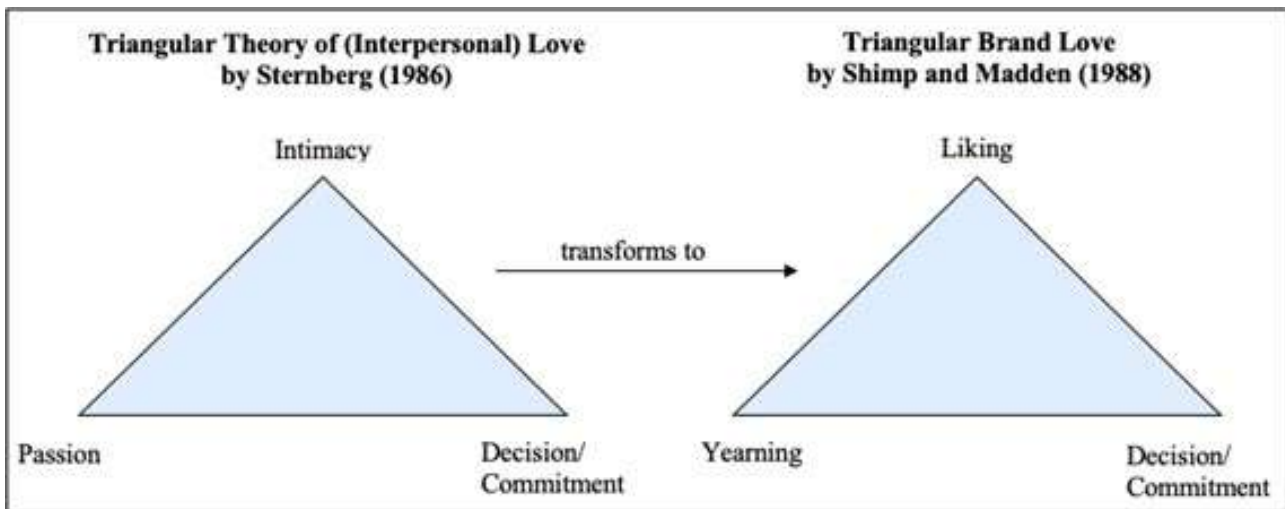 Triangular Theory of (Interpersonal) Love
by Sternberg (1986)
Intimacy
Passion
Decision/
Commitment
transforms to
Triangular Brand Love
by Shimp and Madden (1988)
Liking
Yearning
Decision/
Commitment